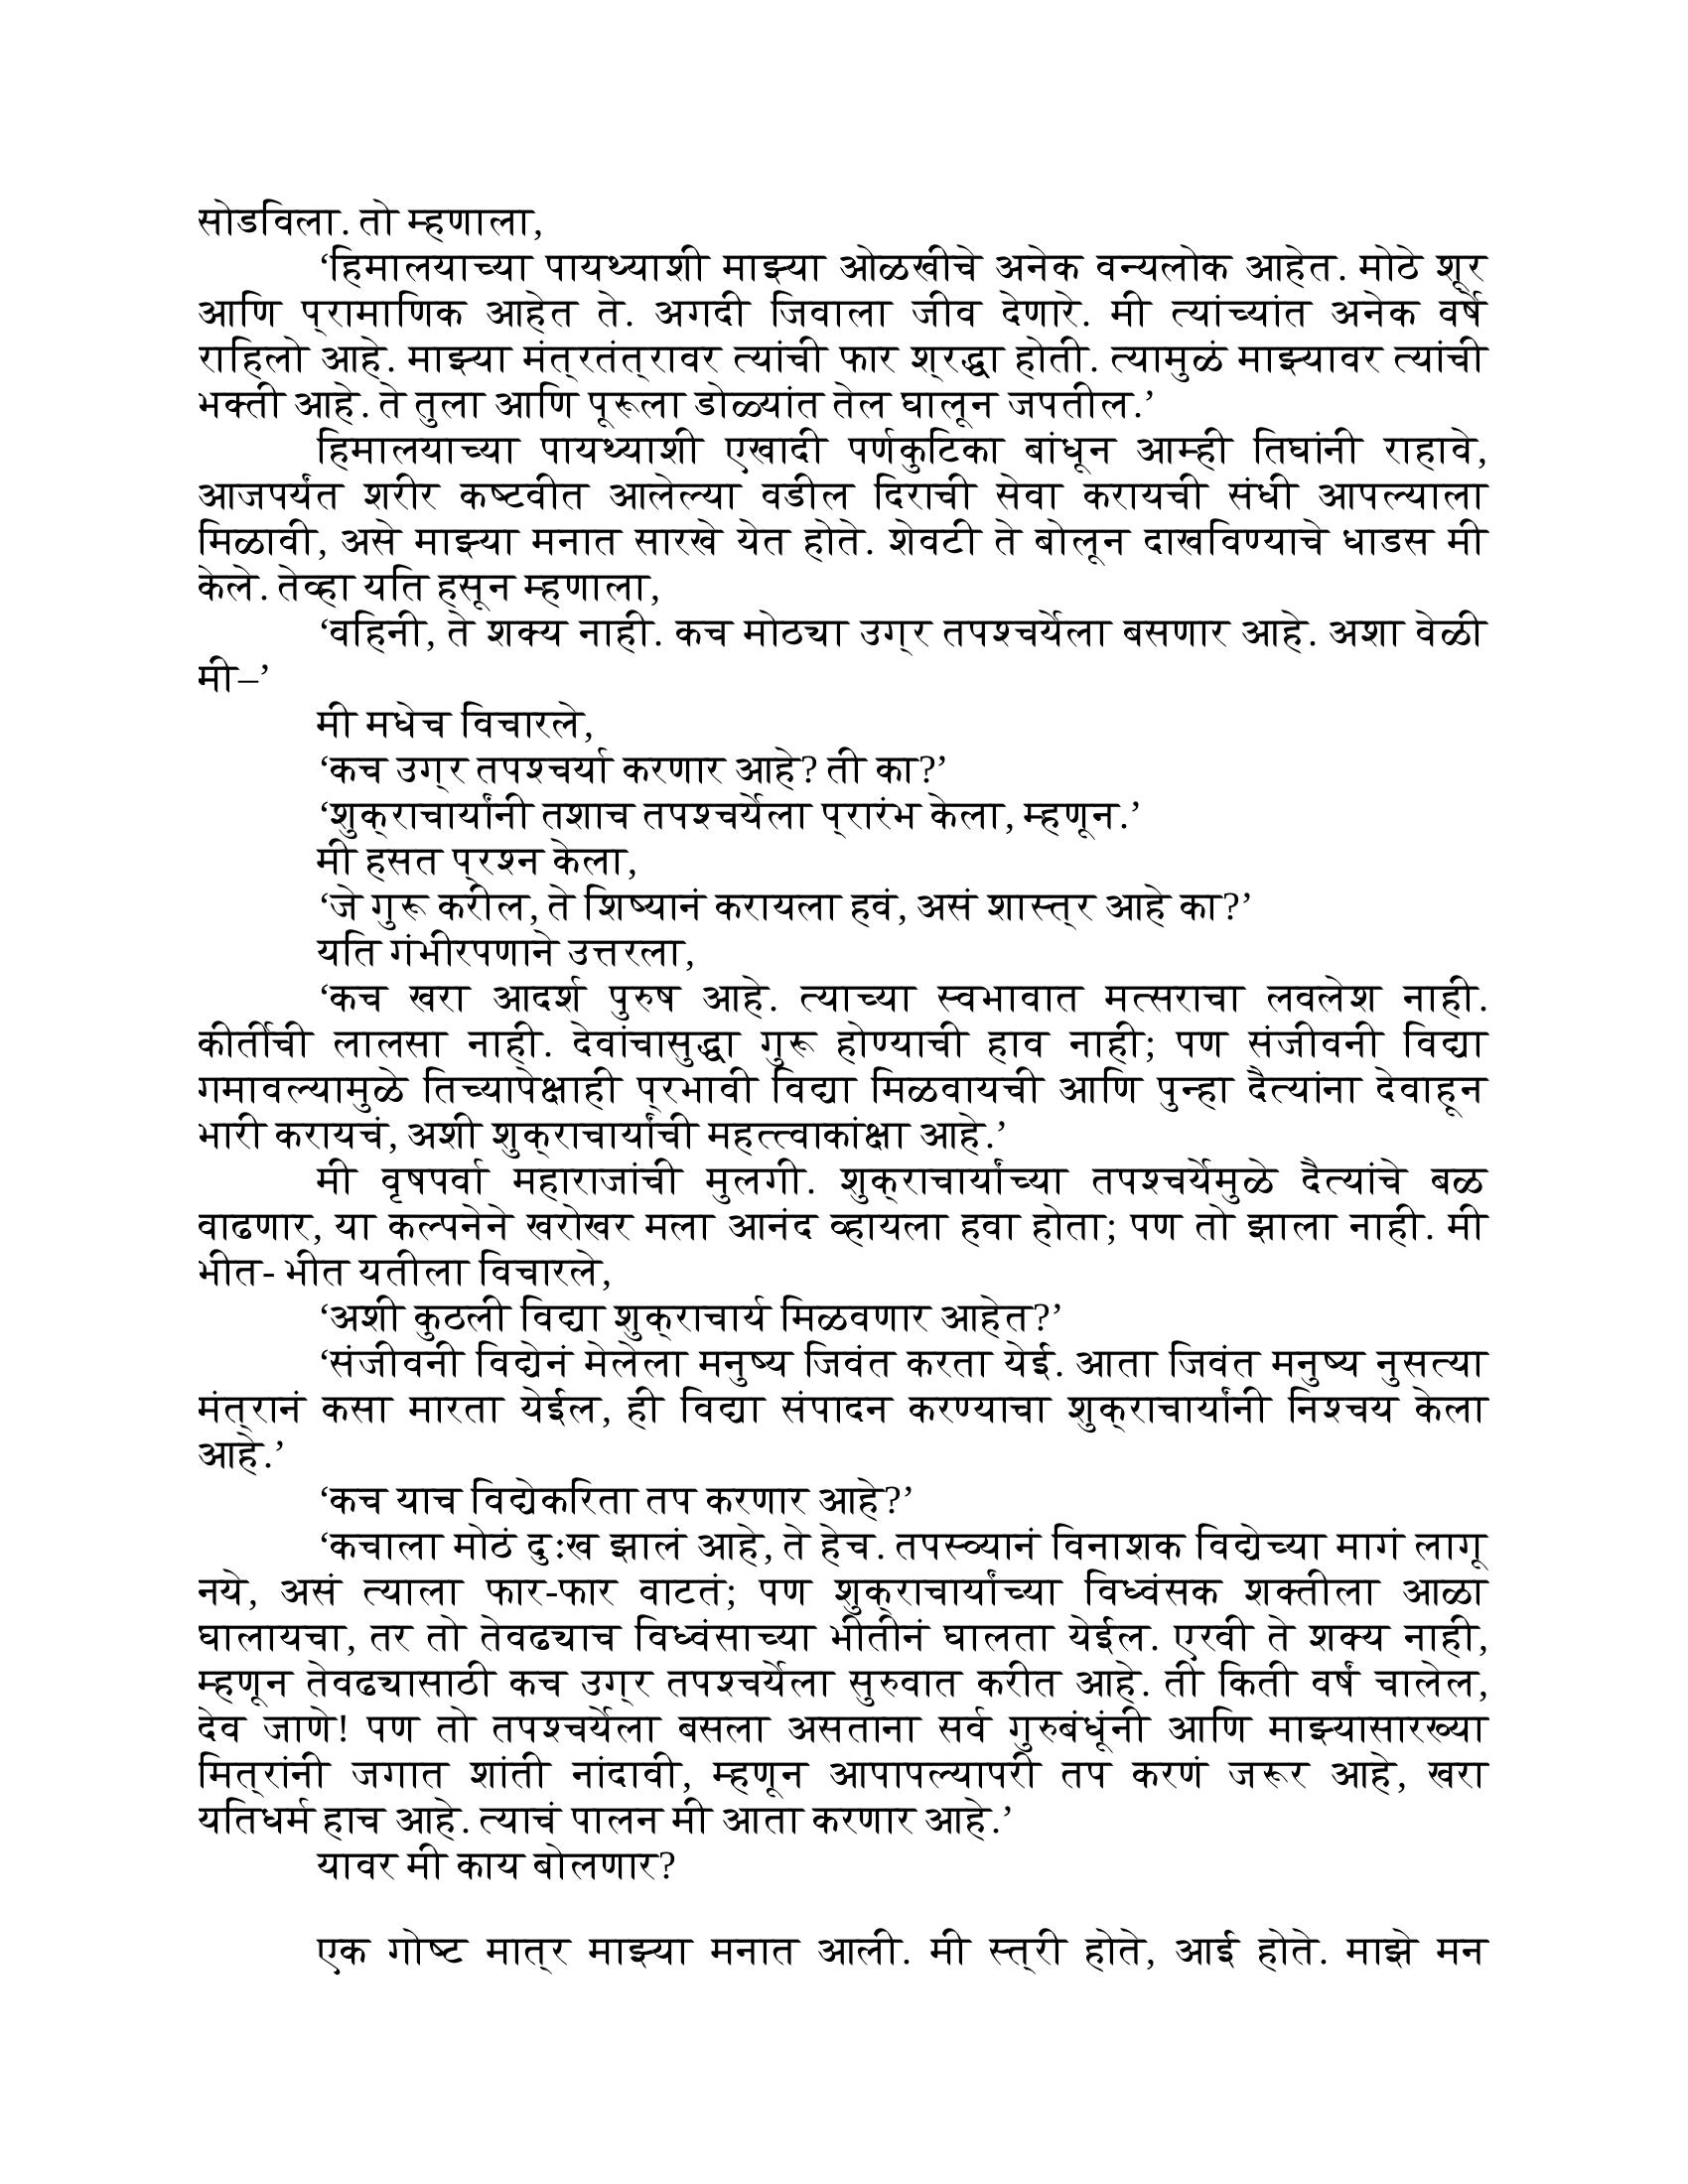 सोडविला. तो म्हणाला,
‘हिमालयाच्या पायथ्याशी माझ्या ओळखीचे अनेक वन्यलोक आहेत. मोठे शूर
आणि प्रामाणिक आहेत ते. अगदी जिवाला जीव देणारे. मी त्यांच्यांत अनेक वर्षे
राहिलो आहे. माझ्या मंत्रतंत्रावर त्यांची फार श्रद्धा होती. त्यामुळं माझ्यावर त्यांची
भक्ती आहे. ते तुला आणि पूरूला डोळ्यांत तेल घालून जपतील.’
हिमालयाच्या पायथ्याशी एखादी पर्णकुटिका बांधून आम्ही तिघांनी राहावे,
आजपर्यंत शरीर कष्टवीत आलेल्या वडील दिराची सेवा करायची संधी आपल्याला
मिळावी, असे माझ्या मनात सारखे येत होते. शेवटी ते बोलून दाखविण्याचे धाडस मी
केले. तेव्हा यति हसून म्हणाला,
‘वहिनी, ते शक्य नाही. कच मोठ्या उग्र तपश्चर्येला बसणार आहे. अशा वेळी
मी–’
मी मधेच विचारले,
‘कच उग्र तपश्चर्या करणार आहे? ती का?’
‘शुक्राचार्यांनी तशाच तपश्चर्येला प्रारंभ केला, म्हणून.’
मी हसत प्रश्न केला,
‘जे गुरू करील, ते शिष्यानं करायला हवं, असं शास्त्र आहे का?’
यति गंभीरपणाने उत्तरला,
‘कच खरा आदर्श पुरुष आहे. त्याच्या स्वभावात मत्सराचा लवलेश नाही.
कीर्तीची लालसा नाही. देवांचासुद्धा गुरू होण्याची हाव नाही; पण संजीवनी विद्या
गमावल्यामुळे तिच्यापेक्षाही प्रभावी विद्या मिळवायची आणि पुन्हा दैत्यांना देवाहून
भारी करायचं, अशी शुक्राचार्यांची महत्त्वाकांक्षा आहे.’
मी वृषपर्वा महाराजांची मुलगी. शुक्राचार्यांच्या तपश्चर्येमुळे दैत्यांचे बळ
वाढणार, या कल्पनेने खरोखर मला आनंद व्हायला हवा होता; पण तो झाला नाही. मी
भीत- भीत यतीला विचारले,
‘अशी कुठली विद्या शुक्राचार्य मिळवणार आहेत?’
‘संजीवनी विद्येनं मेलेला मनुष्य जिवंत करता येई. आता जिवंत मनुष्य नुसत्या
मंत्रानं कसा मारता येईल, ही विद्या संपादन करण्याचा शुक्राचार्यांनी निश्चय केला
आहे.’
‘कच याच विद्येकरिता तप करणार आहे?’
‘कचाला मोठं दुःख झालं आहे, ते हेच. तपस्व्यानं विनाशक विद्येच्या मागं लागू
नये, असं त्याला फार-फार वाटतं; पण शुक्राचार्यांच्या विध्वंसक शक्तीला आळा
घालायचा, तर तो तेवढ्याच विध्वंसाच्या भीतीनं घालता येईल. एरवी ते शक्य नाही,
म्हणून तेवढ्यासाठी कच उग्र तपश्चर्येला सुरुवात करीत आहे. ती किती वर्षं चालेल,
देव जाणे! पण तो तपश्चर्येला बसला असताना सर्व गुरुबंधूंनी आणि माझ्यासारख्या
मित्रांनी जगात शांती नांदावी, म्हणून आपापल्यापरी तप करणं जरूर आहे, खरा
यतिधर्म हाच आहे. त्याचं पालन मी आता करणार आहे.’
यावर मी काय बोलणार?
एक गोष्ट मात्र माझ्या मनात आली. मी स्त्री होते, आई होते. माझे मन